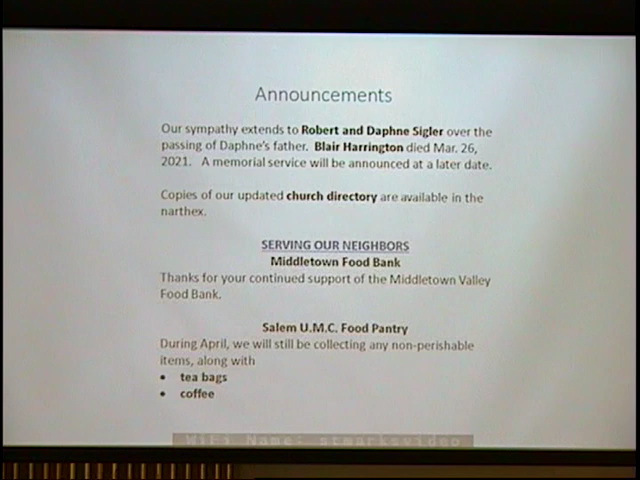 Announcements
Our sympathy extends to Robert and Daphne Sigler over the
passing of Daphne's father.  Blair Harrington died Mar. 26,
2021.   A memorial service will be announced at a later date.
Copies of our updated church directory are available in the
narthex.
SERVING OUR NEIGHBORS
Middletown Food Bank
Thanks for your continued support of the Middletown Valley
Food Bank.
Salem U.M.C. Food Pantry
During April, we will still be collecting any non-perishable
items, along with
• tea bags
• coffee
WiFi Name: stmarksvideo